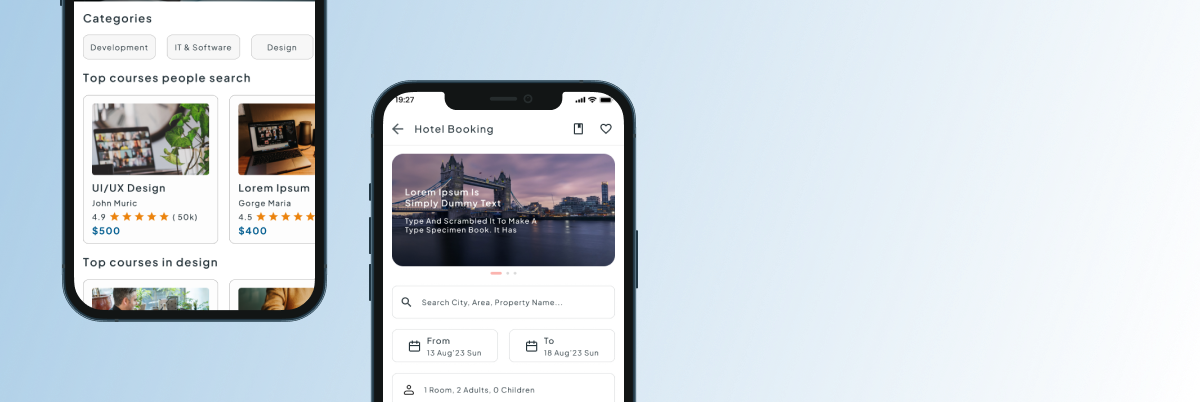 Categories
Development
IT & Software
Design
Top courses people search
UI/UX Design
John Muric
4.9
( 50k)
$500
Lorem Ipsum
Gorge Maria
4.5
$400
Top courses in design
19:27
Hotel Booking
Lorem Ipsum Is
Simply Dummy Text
Type And Scrambled It To Make A
Type Specimen Book. It Has
Search City, Area, Property Name...
From
13 Aug'23 Sun
To
18 Aug'23 Sun
1 Room, 2 Adults, 0 Children